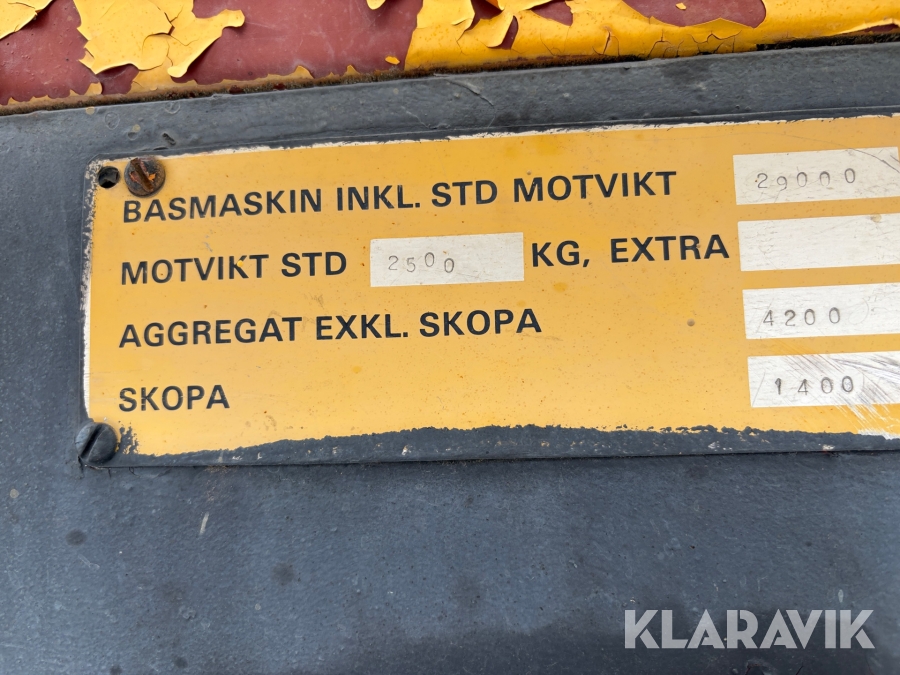 BASMASKIN INKL. STD MOTVIKT 29000
MOTVIKT STD 2500 KG, EXTRA
AGGREGAT EXKL. SKOPA 4200
SKOPA 1400
KLARAVIK